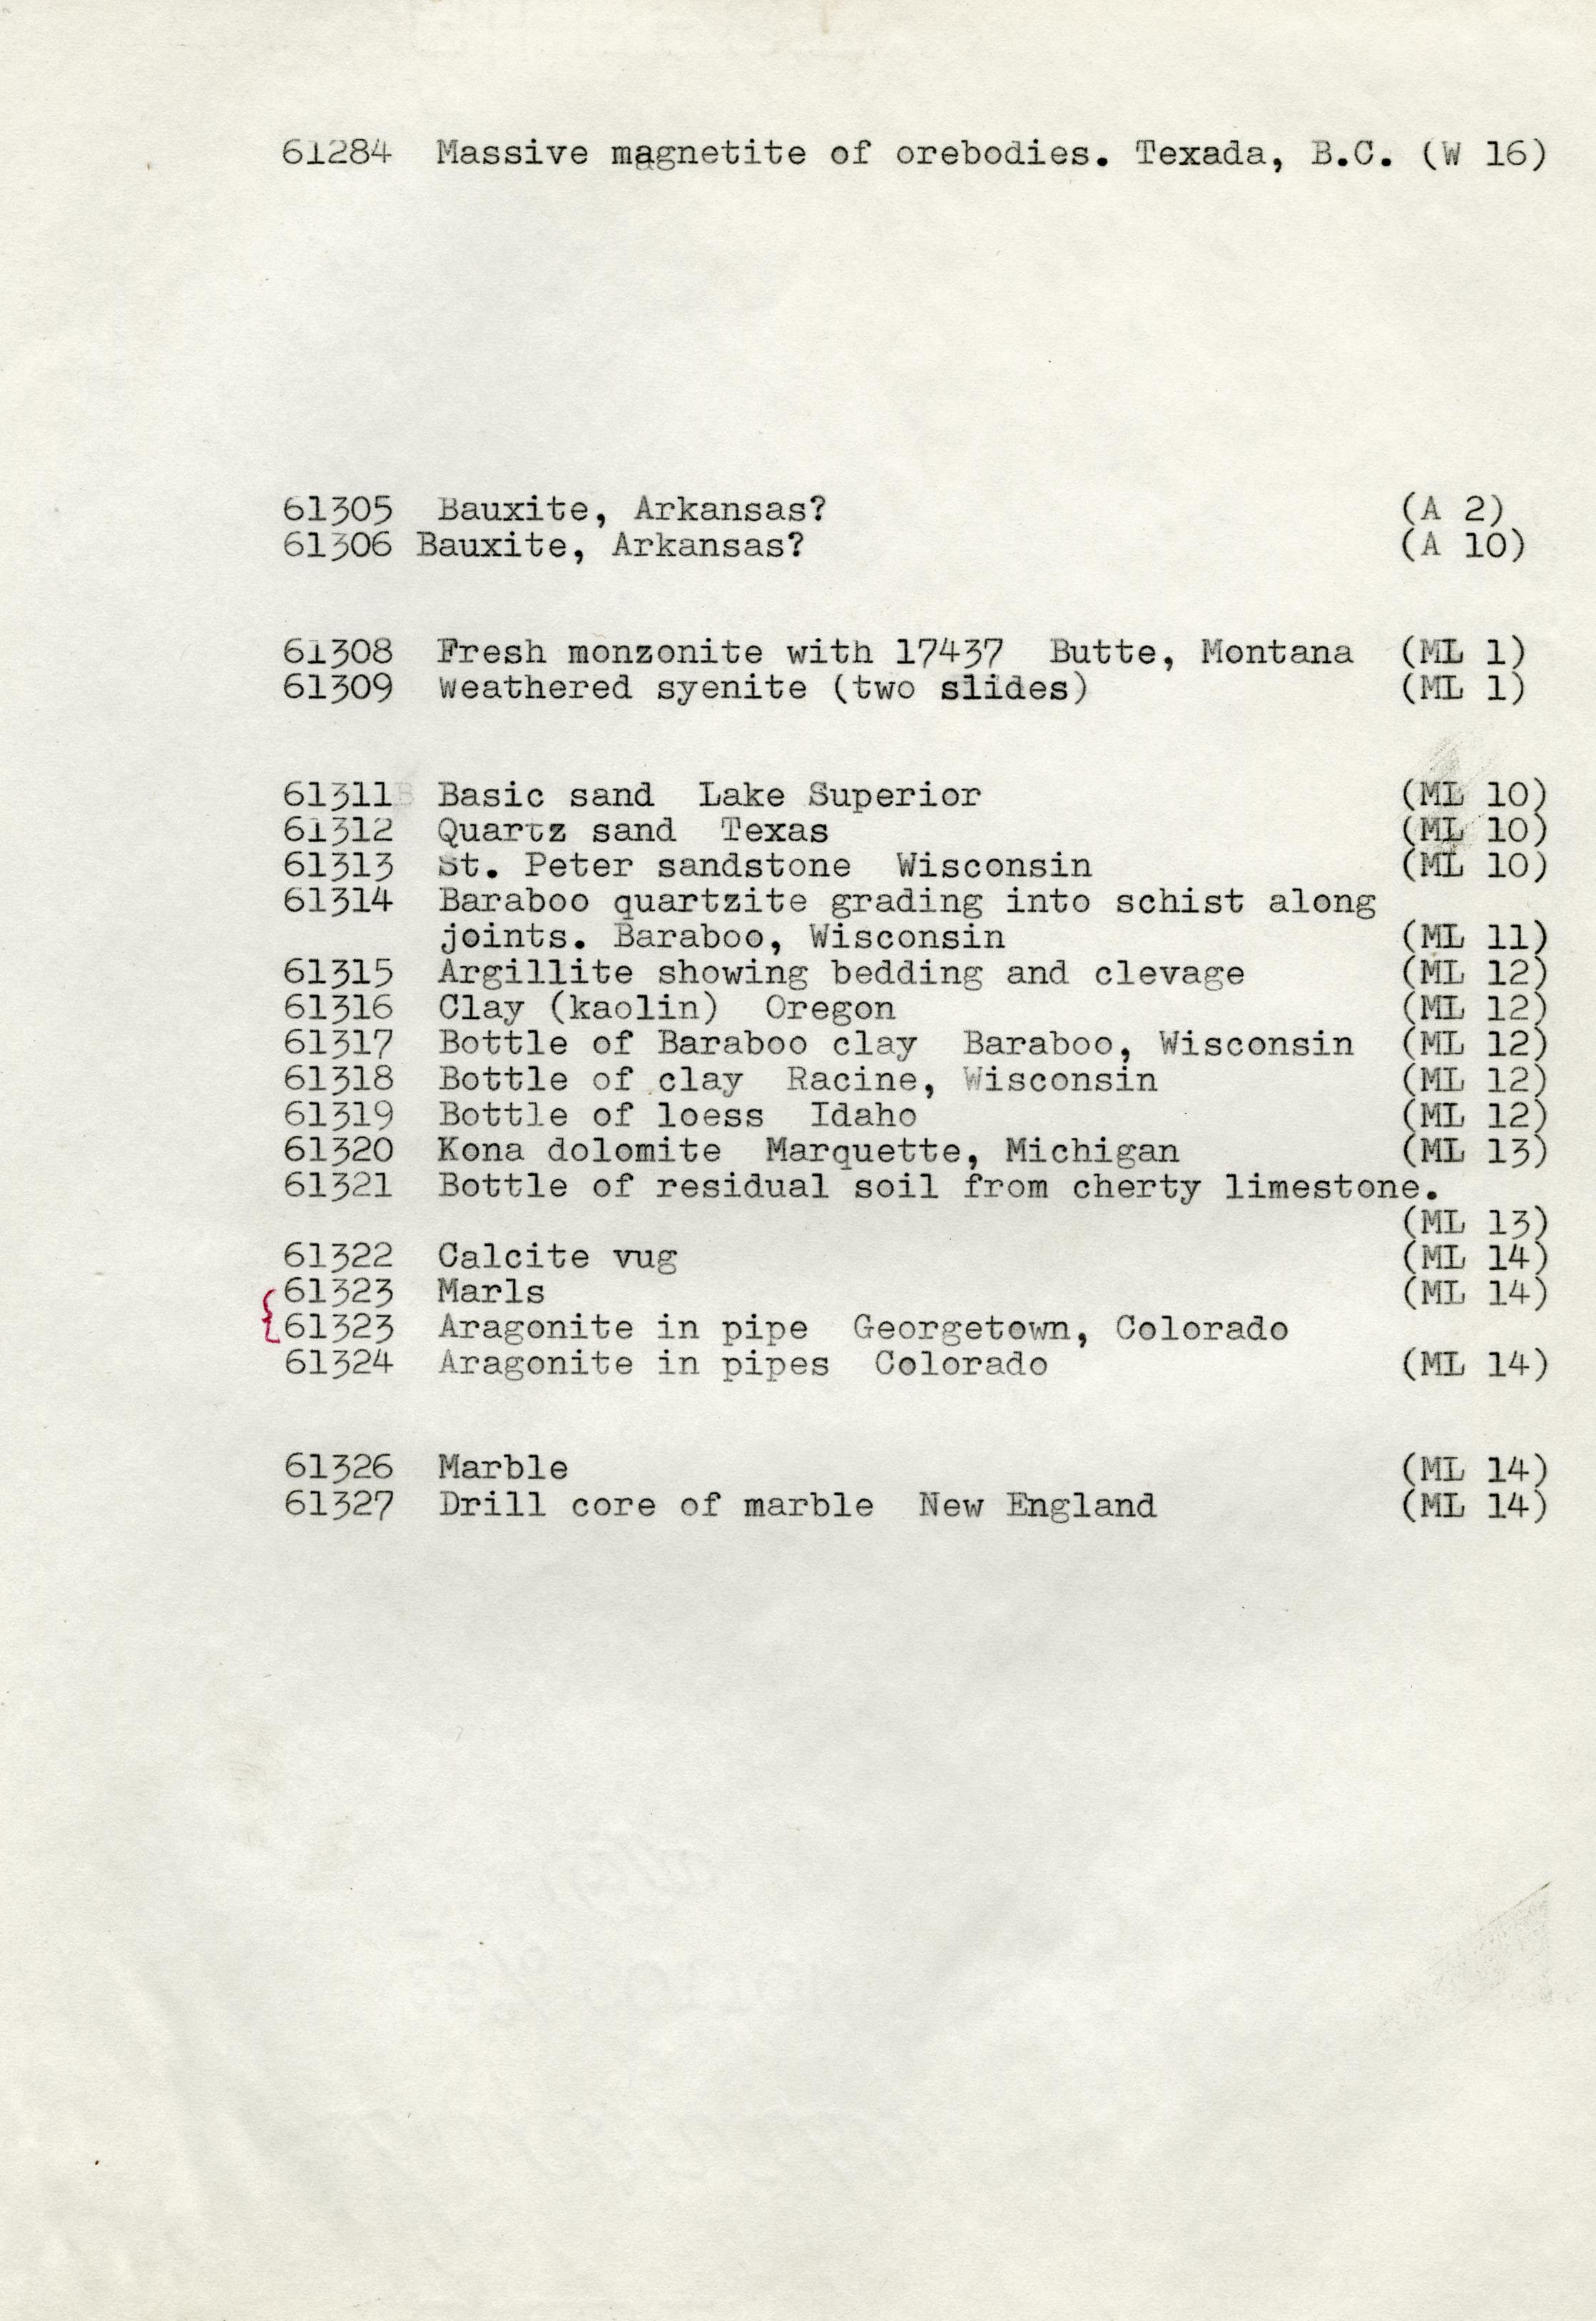 61284 Massive magnetite of orebodies. Texada, B.C. (W 16)
61305 Bauxite, Arkansas? (A 2)
61306 Bauxite, Arkansas? (A 10)
61308 Fresh monzonite with 17437 Butte, Montana (ML 1)
61309 weathered syenite (two slides) (ML 1)
61311 Basic sand Lake Superior (ML 10)
61312 Quartz sand Texas (ML 10)
61313 St. Peter sandstone Wisconsin (ML 10)
61314 Baraboo quartzite grading into schist along
joints. Baraboo, Wisconsin (ML 11)
61315 Argillite showing bedding and clevage (ML 12)
61316 Clay (kaolin) Oregon (ML 12)
61317 Bottle of Baraboo clay Baraboo, Wisconsin (ML 12)
61318 Bottle of clay Racine, Wisconsin (ML 12)
61319 Bottle of loess Idaho (ML 12)
61320 Kona dolomite Marquette, Michigan (ML 13)
61321 Bottle of residual soil from cherty limestone.
(ML 13)
61322 Calcite vug (ML 14)
61323 Marls (ML 14)
61323 Aragonite in pipe Georgetown, Colorado
61324 Aragonite in pipes Colorado (ML 14)
61326 Marble (ML 14)
61327 Drill core of marble New England (ML 14)